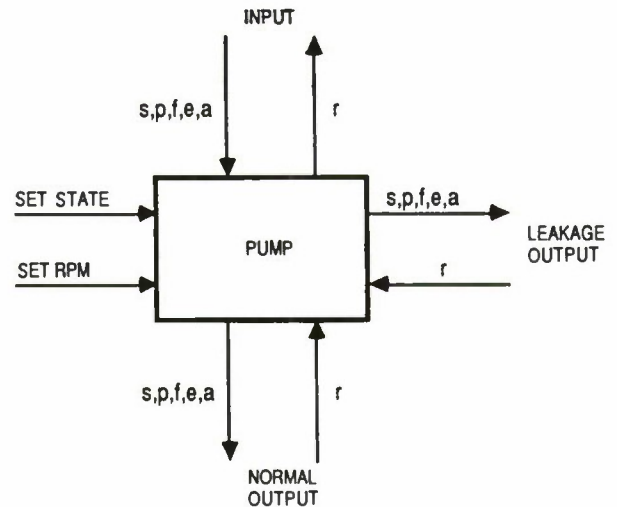 INPUT
s,p,f,e,a
r
SET STATE
s,p,f,e,a
PUMP
LEAKAGE
OUTPUT
SET RPM
r
s,p,f,e,a
r
NORMAL
OUTPUT